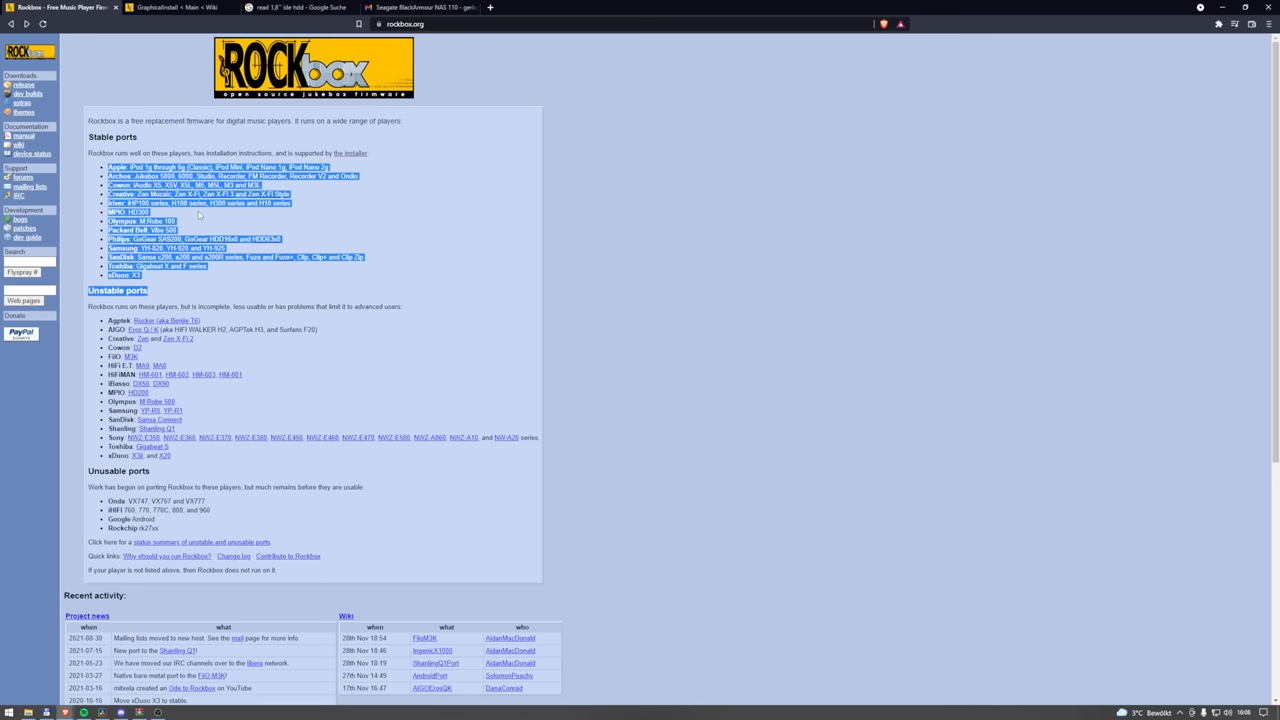 Rockbox - Free Music Player Firm
GraphicalInstall < Main < Wiki
read 1,8" ide hdd - Google Suche
Seagate BlackArmour NAS 110 - ger
rockbox.org
ROCKbox
open source jukebox firmware
Downloads
release
dev builds
extras
themes
Documentation
manual
wiki
device status
Support
forums
mailing lists
IRC
Development
bugs
patches
dev guide
Search
Flyspray #
Web pages
Donate
PayPal
DONATE
Rockbox is a free replacement firmware for digital music players. It runs on a wide range of players:
Stable ports
Rockbox runs well on these players, has installation instructions, and is supported by the installer:
Apple: iPod 1g through 6g (Classic), iPod Mini, iPod Nano 1g, iPod Nano 2g
Archos: Jukebox 5000, 6000, Studio, Recorder, FM Recorder, Recorder V2 and Ondio
Cowon: iAudio X5, X5V, X5L, M5, M5L, M3 and M3L
Creative: Zen Mozaic, Zen X-Fi, Zen X-Fi 3 and Zen X-Fi Style
iriver: iHP100 series, H100 series, H300 series and H10 series
MPIO: HD300
Olympus: M:Robe 100
Packard Bell: Vibe 500
Philips: GoGear SA9200, GoGear HDD16x0 and HDD63x0
Samsung: YH-820, YH-920 and YH-925
SanDisk: Sansa c200, e200 and e200R series, Fuze and Fuze+, Clip, Clip+ and Clip Zip
Toshiba: Gigabeat X and F series
xDuoo: X3
Unstable ports
Rockbox runs on these players, but is incomplete, less usable or has problems that limit it to advanced users:
Agptek: Rocker (aka Benjie T6)
AIGO: Eros Q / K (aka HIFI WALKER H2, AGPTek H3, and Surfans F20)
Creative: Zen and Zen X-Fi 2
Cowon: D2
FiiO: M3K
HiFi E.T: MA9, MA8
HiFiMAN: HM-601, HM-602, HM-603, HM-801
iBasso: DX50, DX90
MPIO: HD200
Olympus: M:Robe 500
Samsung: YP-R0, YP-R1
SanDisk: Sansa Connect
Shanling: Shanling Q1
Sony: NWZ-E350, NWZ-E360, NWZ-E370, NWZ-E380, NWZ-E450, NWZ-E460, NWZ-E470, NWZ-E580, NWZ-A860, NWZ-A10, and NW-A20 series.
Toshiba: Gigabeat S
xDuoo: X3ii, and X20
Unusable ports
Work has begun on porting Rockbox to these players, but much remains before they are usable:
Onda: VX747, VX767 and VX777
iHIFI 760, 770, 770C, 800, and 960
Google Android
Rockchip rk27xx
Click here for a status summary of unstable and unusable ports.
Quick links: Why should you run Rockbox? · Change log · Contribute to Rockbox
If your player is not listed above, then Rockbox does not run on it.
Recent activity:
Project news
when what
2021-08-30 Mailing lists moved to new host. See the mail page for more info.
2021-07-15 New port to the Shanling Q1!
2021-05-23 We have moved our IRC channels over to the libera network.
2021-03-27 Native bare-metal port to the FiiO M3K!
2021-03-16 mitxela created an Ode to Rockbox on YouTube.
2020-10-16 Move xDuoo X3 to stable.
Wiki
when what who
28th Nov 18:54 FiioM3K AidanMacDonald
28th Nov 18:46 IngenicX1000 AidanMacDonald
28th Nov 18:19 ShanlingQ1Port AidanMacDonald
27th Nov 14:49 AndroidPort SolomonPeachy
17th Nov 16:47 AIGOErosQK DanaConrad
3°C Bewölkt
16:08